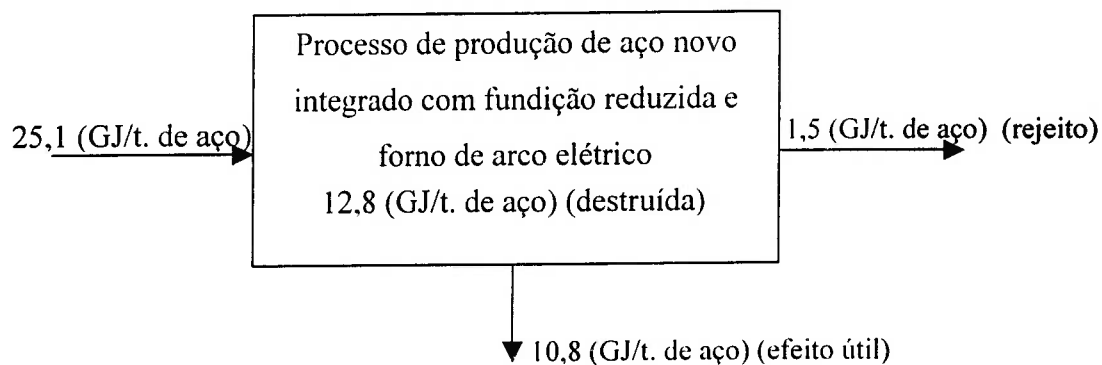 Processo de produção de aço novo
integrado com fundição reduzida e
forno de arco elétrico
12,8 (GJ/t. de aço) (destruída)
25,1 (GJ/t. de aço)
1,5 (GJ/t. de aço) (rejeito)
10,8 (GJ/t. de aço) (efeito útil)